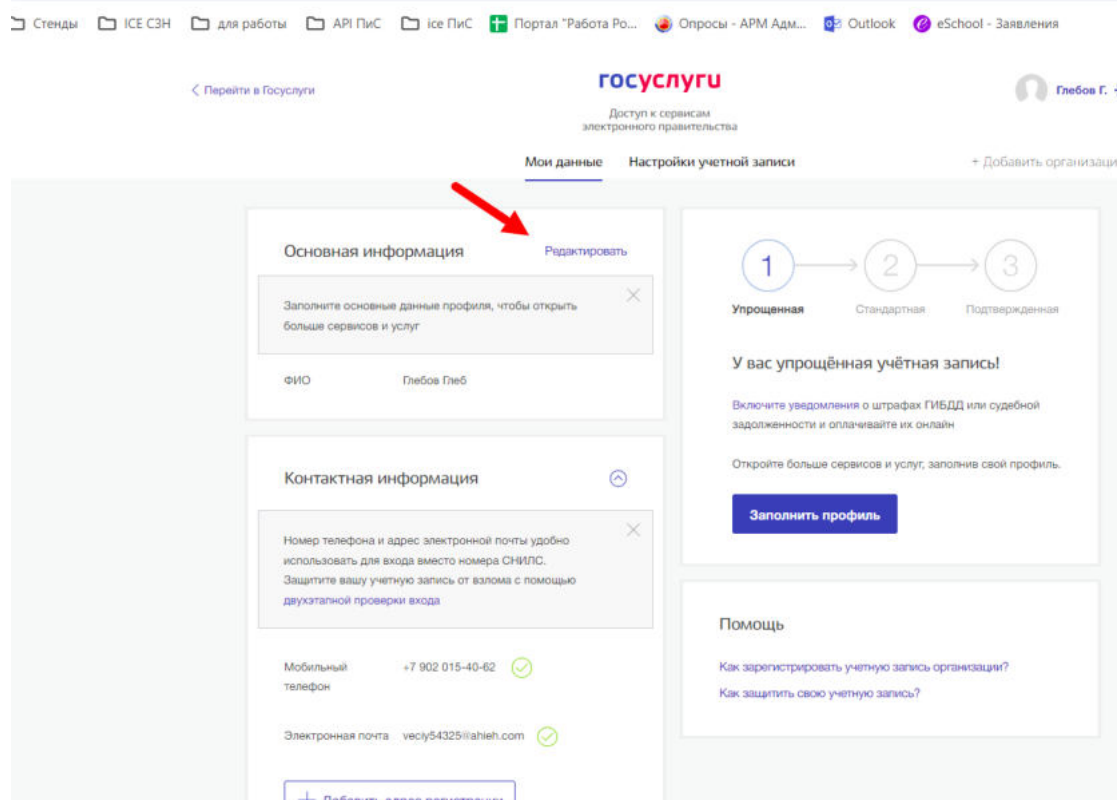 Стенды ICE СЗН для работы API ПиС ice ПиС Портал "Работа Ро... Опросы - АРМ Адм... Outlook eSchool - Заявления
Перейти в Госуслуги
госуслуги
Глебов Г.
Доступ к сервисам
электронного правительства
Мои данные Настройки учетной записи + Добавить организаци
Основная информация Редактировать
Заполните основные данные профиля, чтобы открыть
больше сервисов и услуг
ФИО Глебов Глеб
Контактная информация
Номер телефона и адрес электронной почты удобно
использовать для входа вместо номера СНИЛС.
Защитите вашу учетную запись от взлома с помощью
двухэтапной проверки входа
Мобильный +7 902 015-40-62
телефон
Электронная почта veciy54325@ahieh.com
+ Добавить адрес регистрации
1 2 3
Упрощенная Стандартная Подтвержденная
У вас упрощённая учётная запись!
Включите уведомления о штрафах ГИБДД или судебной
задолженности и оплачивайте их онлайн
Откройте больше сервисов и услуг, заполнив свой профиль.
Заполнить профиль
Помощь
Как зарегистрировать учетную запись организации?
Как защитить свою учетную запись?